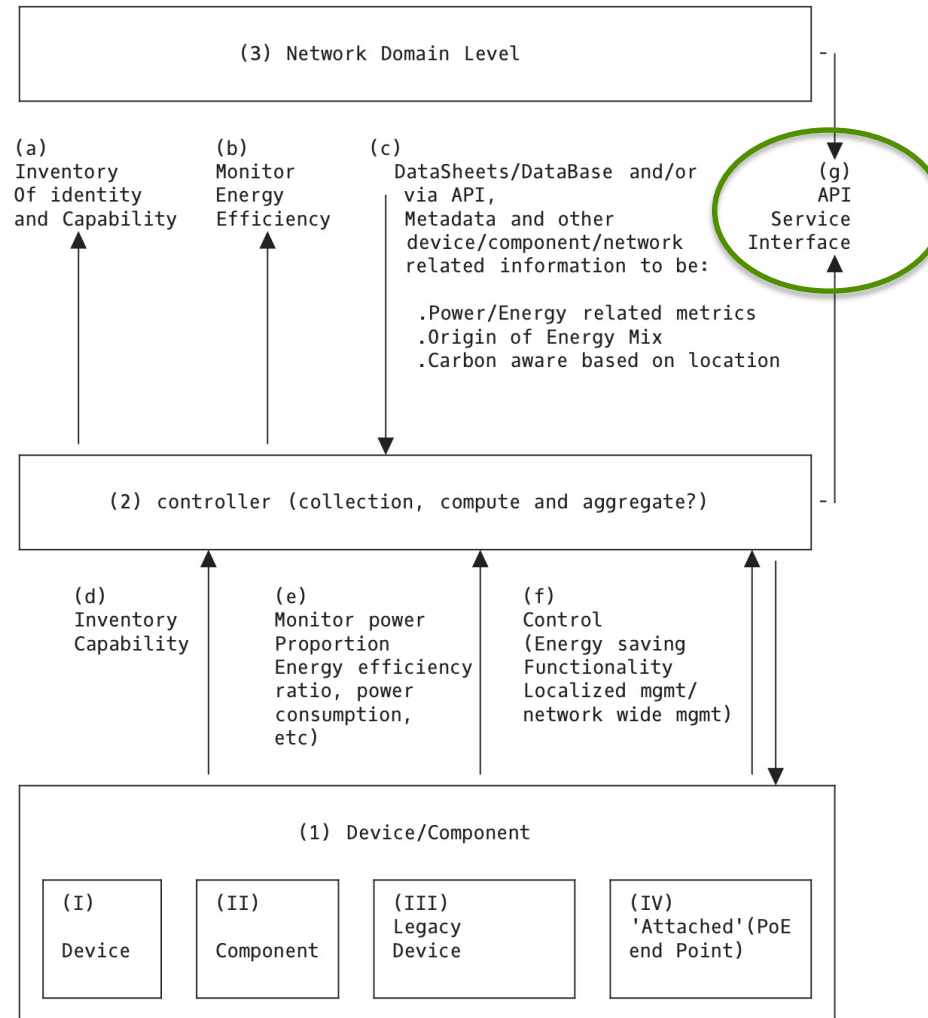 (3) Network Domain Level
(a)
Inventory
Of identity
and Capability
(b)
Monitor
Energy
Efficiency
(c)
DataSheets/DataBase and/or
via API,
Metadata and other
device/component/network
related information to be:
.Power/Energy related metrics
.Origin of Energy Mix
.Carbon aware based on location
(g)
API
Service
Interface
(2) controller (collection, compute and aggregate?)
(d)
Inventory
Capability
(e)
Monitor power
Proportion
Energy efficiency
ratio, power
consumption,
etc)
(f)
Control
(Energy saving
Functionality
Localized mgmt/
network wide mgmt)
(1) Device/Component
(I)
Device
(II)
Component
(III)
Legacy
Device
(IV)
'Attached'(PoE
end Point)